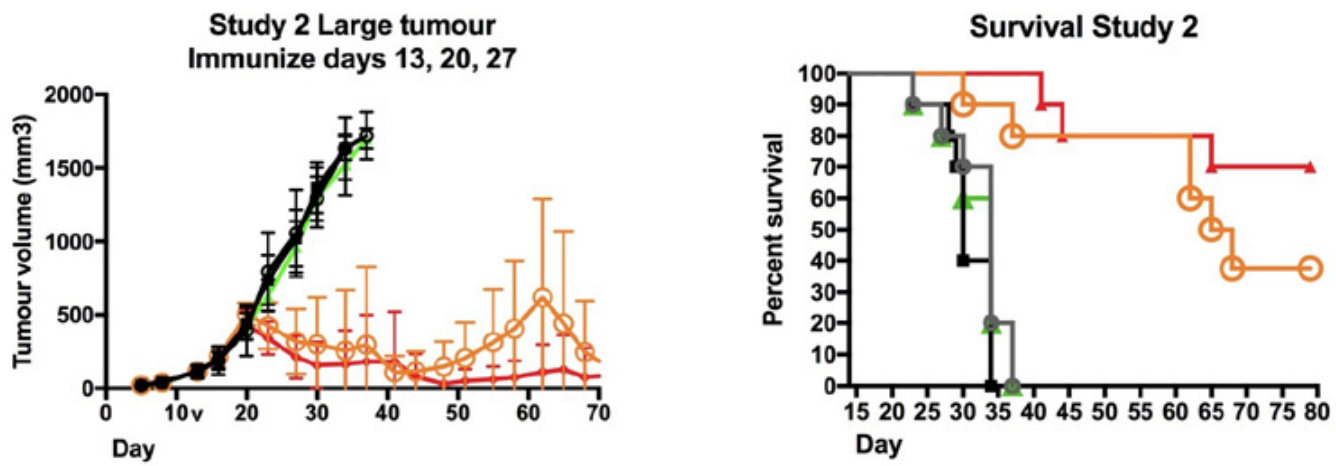 Study 2 Large tumour
Immunize days 13, 20, 27
Tumour volume (mm3)
2000
1500
1000
500
0
0 10 v 20 30 40 50 60 70
Day
Survival Study 2
Percent survival
100
90
80
70
60
50
40
30
20
10
0
15 20 25 30 35 40 45 50 55 60 65 70 75 80
Day